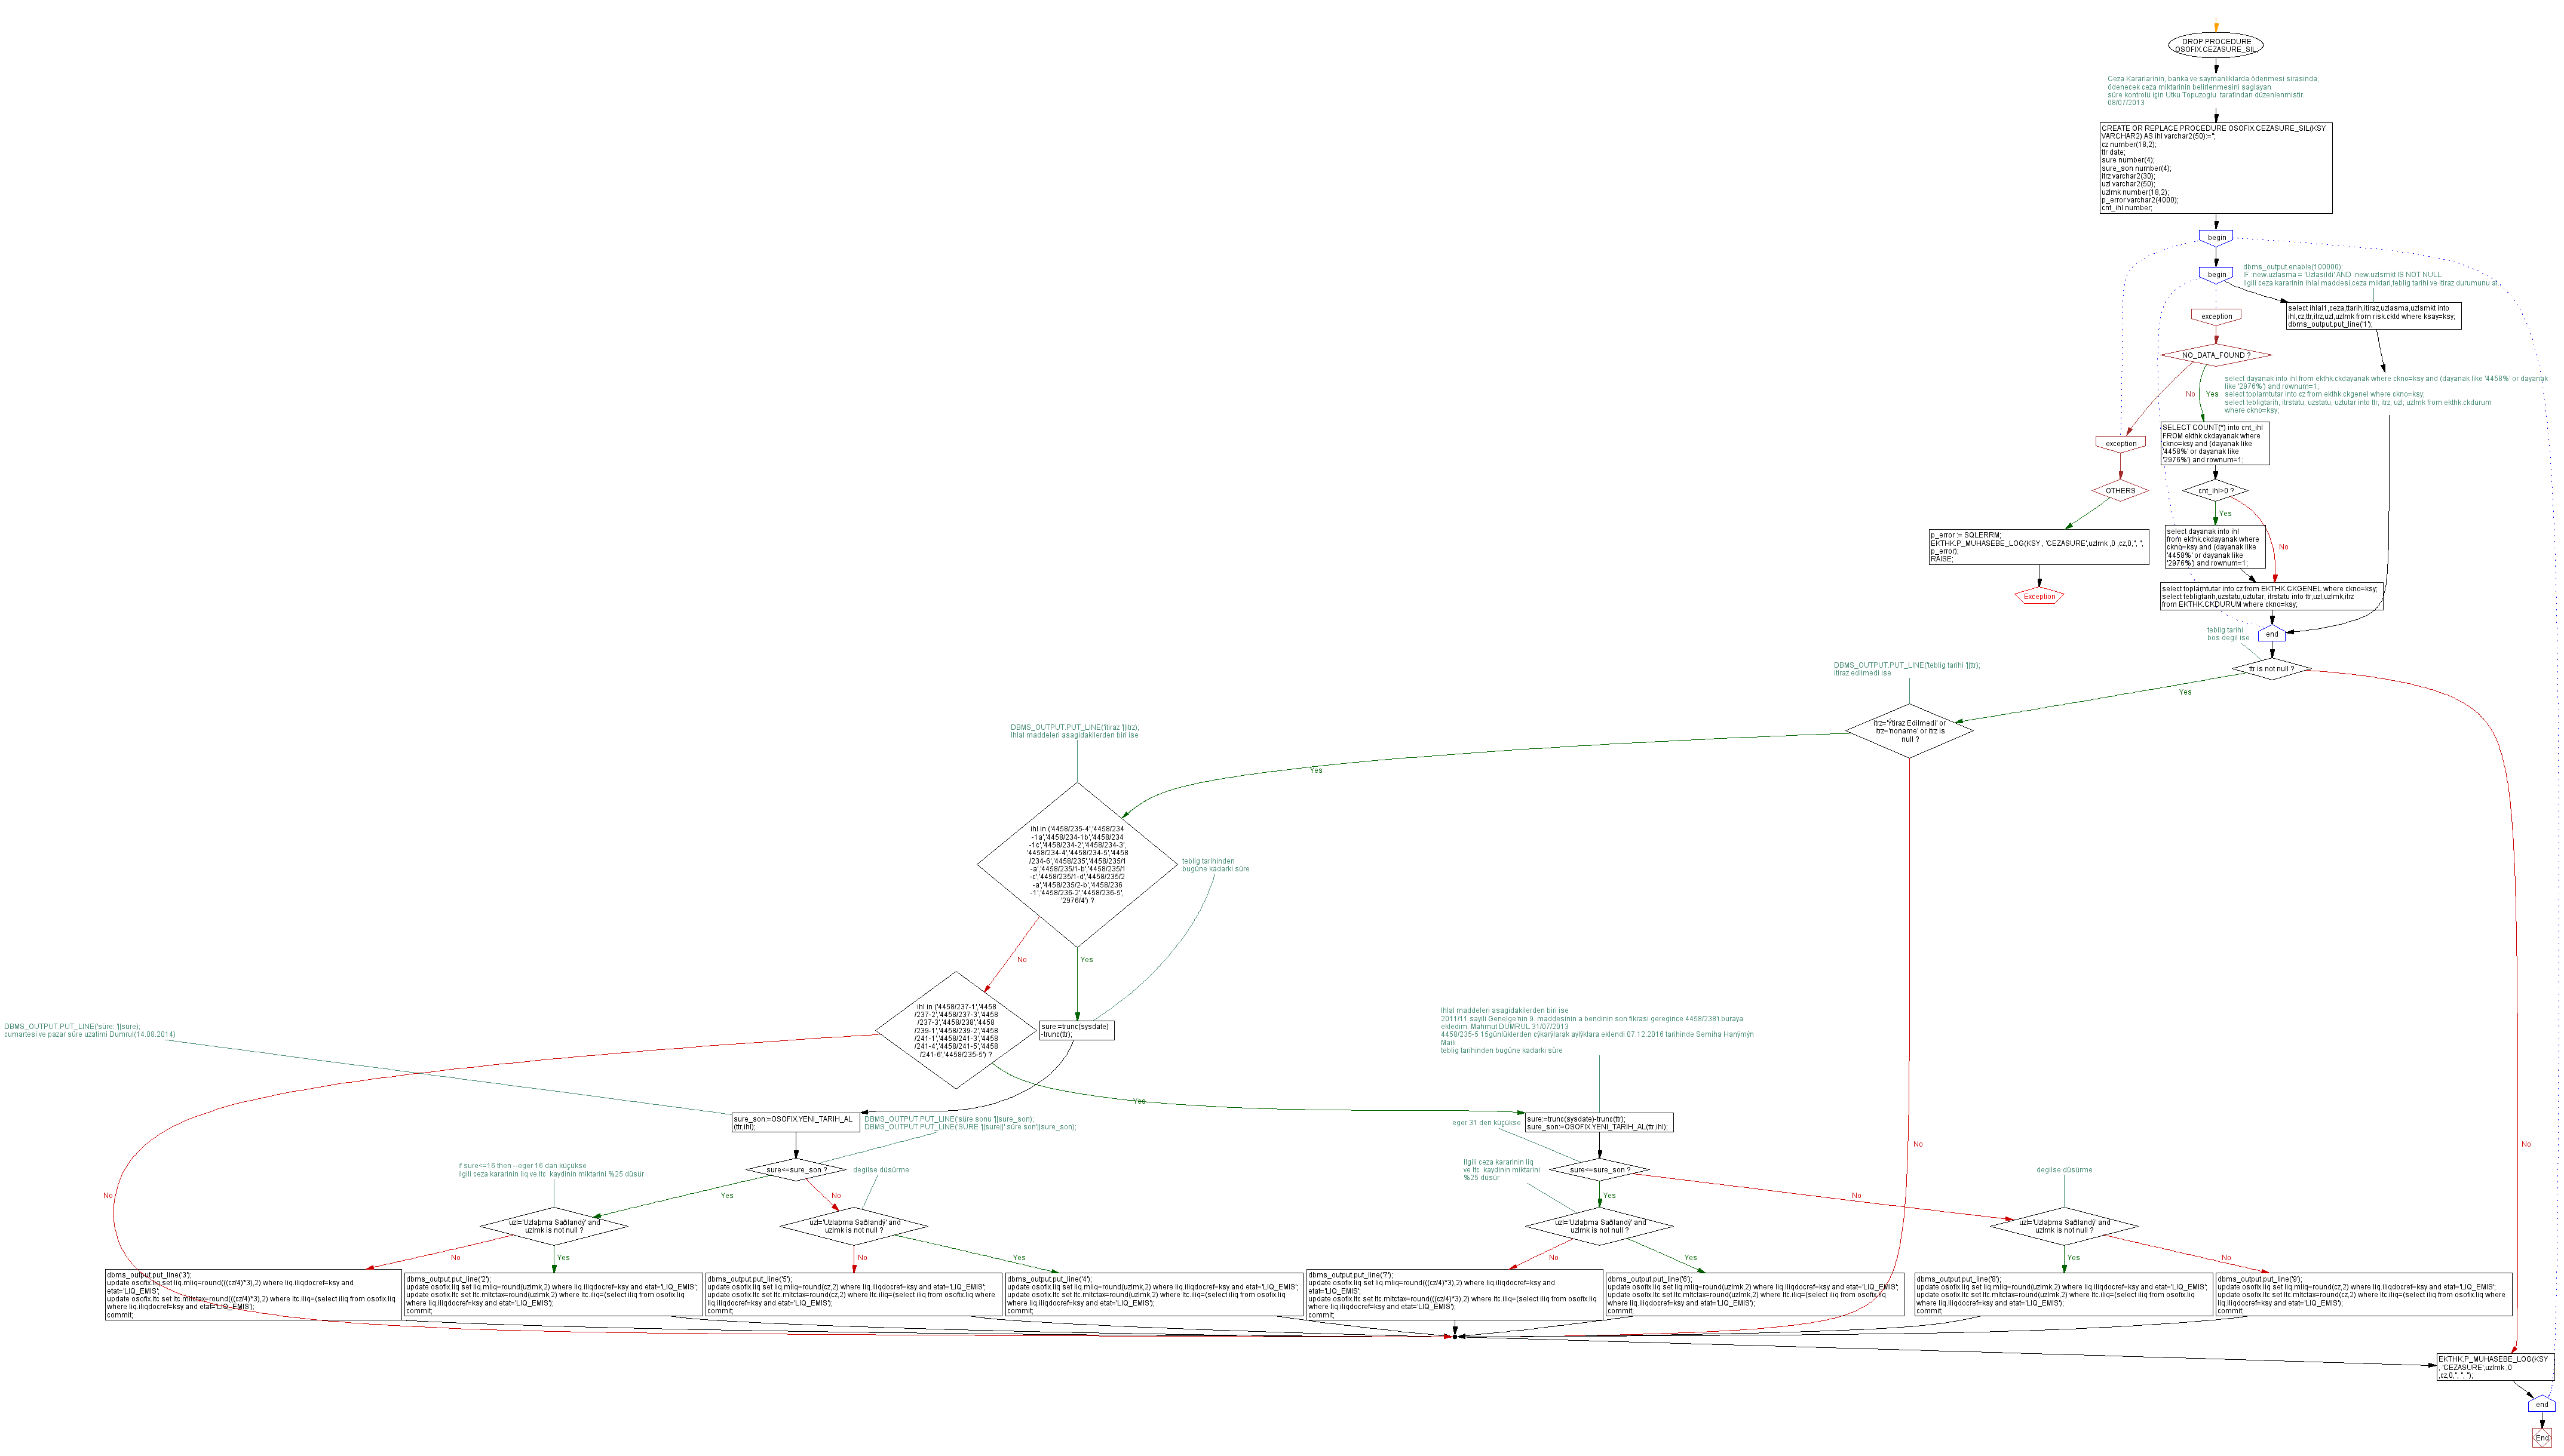 DROP PROCEDURE
OSOFIX.CEZASURE_SIL;
Ceza Kararlarinin, banka ve saymanliklarda ödenmesi sirasinda,
ödenecek ceza miktarinin belirlenmesini saglayan
süre kontrolü için Utku Topuzoglu  tarafindan düzenlenmistir.
08/07/2013
CREATE OR REPLACE PROCEDURE OSOFIX.CEZASURE_SIL(KSY
VARCHAR2) AS ihl varchar2(50):='';
cz number(18,2);
ttr date;
sure number(4);
sure_son number(4);
itrz varchar2(30);
uzl varchar2(50);
uzlmk number(18,2);
p_error varchar2(4000);
cnt_ihl number;
begin
begin
dbms_output.enable(100000);
IF :new.uzlasma = 'Uzlasildi' AND :new.uzlsmkt IS NOT NULL
Ilgili ceza kararinin ihlal maddesi,ceza miktari,teblig tarihi ve itiraz durumunu al
select ihlal1,ceza,ttarih,itiraz,uzlasma,uzlsmkt into
ihl,cz,ttr,itrz,uzl,uzlmk from risk.cktd where ksay=ksy;
dbms_output.put_line('1');
exception
NO_DATA_FOUND ?
select dayanak into ihl from ekthk.ckdayanak where ckno=ksy and (dayanak like '4458%' or dayanak
like '2976%') and rownum=1;
select toplamtutar into cz from ekthk.ckgenel where ckno=ksy;
select tebligtarih, itrstatu, uzstatu, uztutar into ttr, itrz, uzl, uzlmk from ekthk.ckdurum
where ckno=ksy;
No
Yes
SELECT COUNT(*) into cnt_ihl
FROM ekthk.ckdayanak where
ckno=ksy and (dayanak like
'4458%' or dayanak like
'2976%') and rownum=1;
exception
OTHERS
cnt_ihl>0 ?
Yes
No
p_error := SQLERRM;
EKTHK.P_MUHASEBE_LOG(KSY , 'CEZASURE',uzlmk ,0 ,cz,0,'', '',
p_error);
RAISE;
select dayanak into ihl
from ekthk.ckdayanak where
ckno=ksy and (dayanak like
'4458%' or dayanak like
'2976%') and rownum=1;
Exception
select toplamtutar into cz from EKTHK.CKGENEL where ckno=ksy;
select tebligtarih,uzstatu,uztutar, itrstatu into ttr,uzl,uzlmk,itrz
from EKTHK.CKDURUM where ckno=ksy;
end
teblig tarihi
bos degil ise
ttr is not null ?
Yes
DBMS_OUTPUT.PUT_LINE('teblig tarihi '||ttr);
itiraz edilmedi ise
itrz='Ýtiraz Edilmedi' or
itrz='noname' or itrz is
null ?
DBMS_OUTPUT.PUT_LINE('itiraz '||itrz);
Ihlal maddeleri asagidakilerden biri ise
Yes
ihl in ('4458/235-4','4458/234
-1a','4458/234-1b','4458/234
-1c','4458/234-2','4458/234-3',
'4458/234-4','4458/234-5','4458
/234-6','4458/235','4458/235/1
-a','4458/235/1-b','4458/235/1
-c','4458/235/1-d','4458/235/2
-a','4458/235/2-b','4458/236
-1','4458/236-2','4458/236-5',
'2976/4') ?
teblig tarihinden
bugüne kadarki süre
No
Yes
ihl in ('4458/237-1','4458
/237-2','4458/237-3','4458
/237-3','4458/238','4458
/239-1','4458/239-2','4458
/241-1','4458/241-3','4458
/241-4','4458/241-5','4458
/241-6','4458/235-5') ?
sure:=trunc(sysdate)
-trunc(ttr);
Ihlal maddeleri asagidakilerden biri ise
2011/11 sayili Genelge'nin 9. maddesinin a bendinin son fikrasi geregince 4458/238'i buraya
ekledim. Mahmut DUMRUL 31/07/2013
4458/235-5 15günlüklerden çýkarýlarak aylýklara eklendi 07.12.2016 tarihinde Semiha Hanýmýn
Maili
teblig tarihinden bugüne kadarki süre
DBMS_OUTPUT.PUT_LINE('süre: '||sure);
cumartesi ve pazar süre uzatimi Dumrul(14.08.2014)
Yes
No
No
sure_son:=OSOFIX.YENI_TARIH_AL
(ttr,ihl);
DBMS_OUTPUT.PUT_LINE('süre sonu '||sure_son);
DBMS_OUTPUT.PUT_LINE('SURE '||sure||' süre son'||sure_son);
sure:=trunc(sysdate)-trunc(ttr);
sure_son:=OSOFIX.YENI_TARIH_AL(ttr,ihl);
eger 31 den küçükse
No
if sure<=16 then --eger 16 dan küçükse
Ilgili ceza kararinin liq ve ltc  kaydinin miktarini %25 düsür
sure<=sure_son ?
degilse düsürme
Ilgili ceza kararinin liq
ve ltc  kaydinin miktarini
%25 düsür
sure<=sure_son ?
degilse düsürme
No
Yes
No
Yes
No
uzl='Uzlaþma Saðlandý' and
uzlmk is not null ?
uzl='Uzlaþma Saðlandý' and
uzlmk is not null ?
uzl='Uzlaþma Saðlandý' and
uzlmk is not null ?
uzl='Uzlaþma Saðlandý' and
uzlmk is not null ?
No
Yes
No
Yes
No
Yes
Yes
No
dbms_output.put_line('3');
update osofix.liq set liq.mliq=round(((cz/4)*3),2) where liq.iliqdocref=ksy and
etat='LIQ_EMIS';
update osofix.ltc set ltc.mltctax=round(((cz/4)*3),2) where ltc.iliq=(select iliq from osofix.liq
where liq.iliqdocref=ksy and etat='LIQ_EMIS');
commit;
dbms_output.put_line('2');
update osofix.liq set liq.mliq=round(uzlmk,2) where liq.iliqdocref=ksy and etat='LIQ_EMIS';
update osofix.ltc set ltc.mltctax=round(uzlmk,2) where ltc.iliq=(select iliq from osofix.liq
where liq.iliqdocref=ksy and etat='LIQ_EMIS');
commit;
dbms_output.put_line('5');
update osofix.liq set liq.mliq=round(cz,2) where liq.iliqdocref=ksy and etat='LIQ_EMIS';
update osofix.ltc set ltc.mltctax=round(cz,2) where ltc.iliq=(select iliq from osofix.liq where
liq.iliqdocref=ksy and etat='LIQ_EMIS');
commit;
dbms_output.put_line('4');
update osofix.liq set liq.mliq=round(uzlmk,2) where liq.iliqdocref=ksy and etat='LIQ_EMIS';
update osofix.ltc set ltc.mltctax=round(uzlmk,2) where ltc.iliq=(select iliq from osofix.liq
where liq.iliqdocref=ksy and etat='LIQ_EMIS');
commit;
dbms_output.put_line('7');
update osofix.liq set liq.mliq=round(((cz/4)*3),2) where liq.iliqdocref=ksy and
etat='LIQ_EMIS';
update osofix.ltc set ltc.mltctax=round(((cz/4)*3),2) where ltc.iliq=(select iliq from osofix.liq
where liq.iliqdocref=ksy and etat='LIQ_EMIS');
commit;
dbms_output.put_line('6');
update osofix.liq set liq.mliq=round(uzlmk,2) where liq.iliqdocref=ksy and etat='LIQ_EMIS';
update osofix.ltc set ltc.mltctax=round(uzlmk,2) where ltc.iliq=(select iliq from osofix.liq
where liq.iliqdocref=ksy and etat='LIQ_EMIS');
commit;
dbms_output.put_line('8');
update osofix.liq set liq.mliq=round(uzlmk,2) where liq.iliqdocref=ksy and etat='LIQ_EMIS';
update osofix.ltc set ltc.mltctax=round(uzlmk,2) where ltc.iliq=(select iliq from osofix.liq
where liq.iliqdocref=ksy and etat='LIQ_EMIS');
commit;
dbms_output.put_line('9');
update osofix.liq set liq.mliq=round(cz,2) where liq.iliqdocref=ksy and etat='LIQ_EMIS';
update osofix.ltc set ltc.mltctax=round(cz,2) where ltc.iliq=(select iliq from osofix.liq where
liq.iliqdocref=ksy and etat='LIQ_EMIS');
commit;
EKTHK.P_MUHASEBE_LOG(KSY
, 'CEZASURE',uzlmk ,0
,cz,0,'', '', '');
end
End